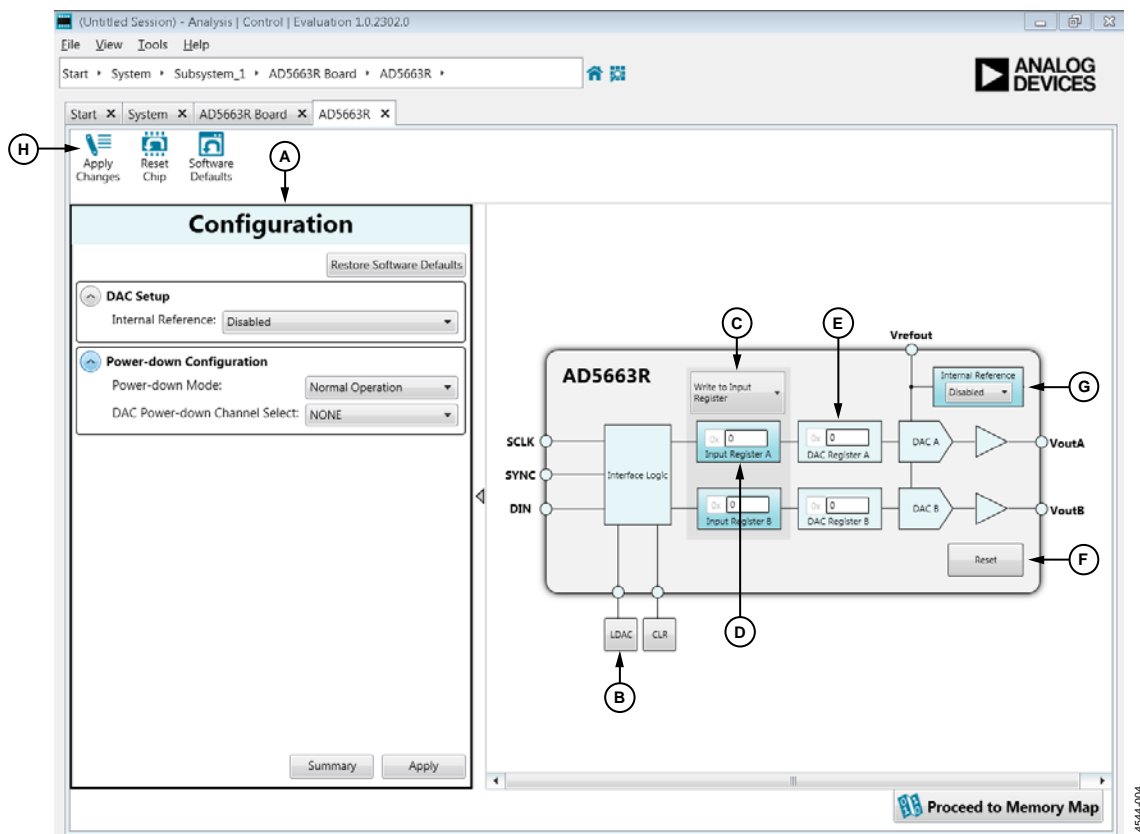 (Untitled Session) - Analysis | Control | Evaluation 1.0.2302.0
File View Tools Help
Start System Subsystem_1 AD5663R Board AD5663R
ANALOG
DEVICES
Start System AD5663R Board AD5663R
H
Apply
Changes
Reset
Chip
Software
Defaults
A
Configuration
Restore Software Defaults
DAC Setup
Internal Reference: Disabled
Power-down Configuration
Power-down Mode: Normal Operation
DAC Power-down Channel Select: NONE
Summary Apply
C
E
Vrefout
AD5663R
Write to Input
Register
Internal Reference
Disabled
G
SCLK
SYNC
DIN
Interface Logic
0x 0
Input Register A
0x 0
DAC Register A
DAC A
VoutA
0x 0
Input Register B
0x 0
DAC Register B
DAC B
VoutB
Reset
F
LDAC
CLR
D
B
Proceed to Memory Map